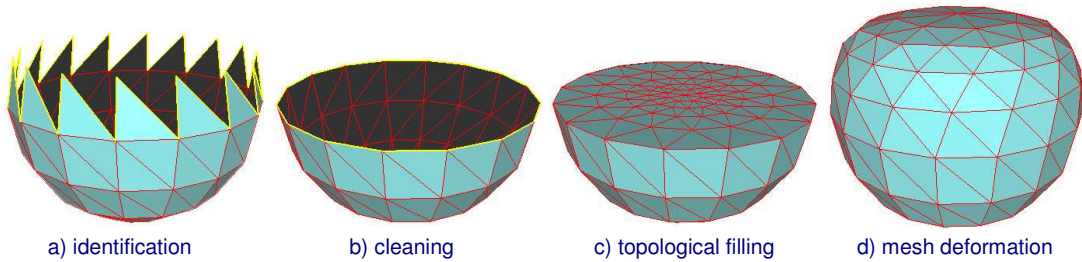 a) identification b) cleaning c) topological filling d) mesh deformation